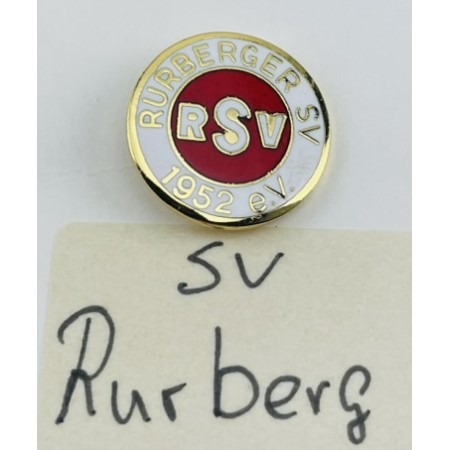 RURBERGER SV
RSV
1952 e.V.
SV
Rurberg